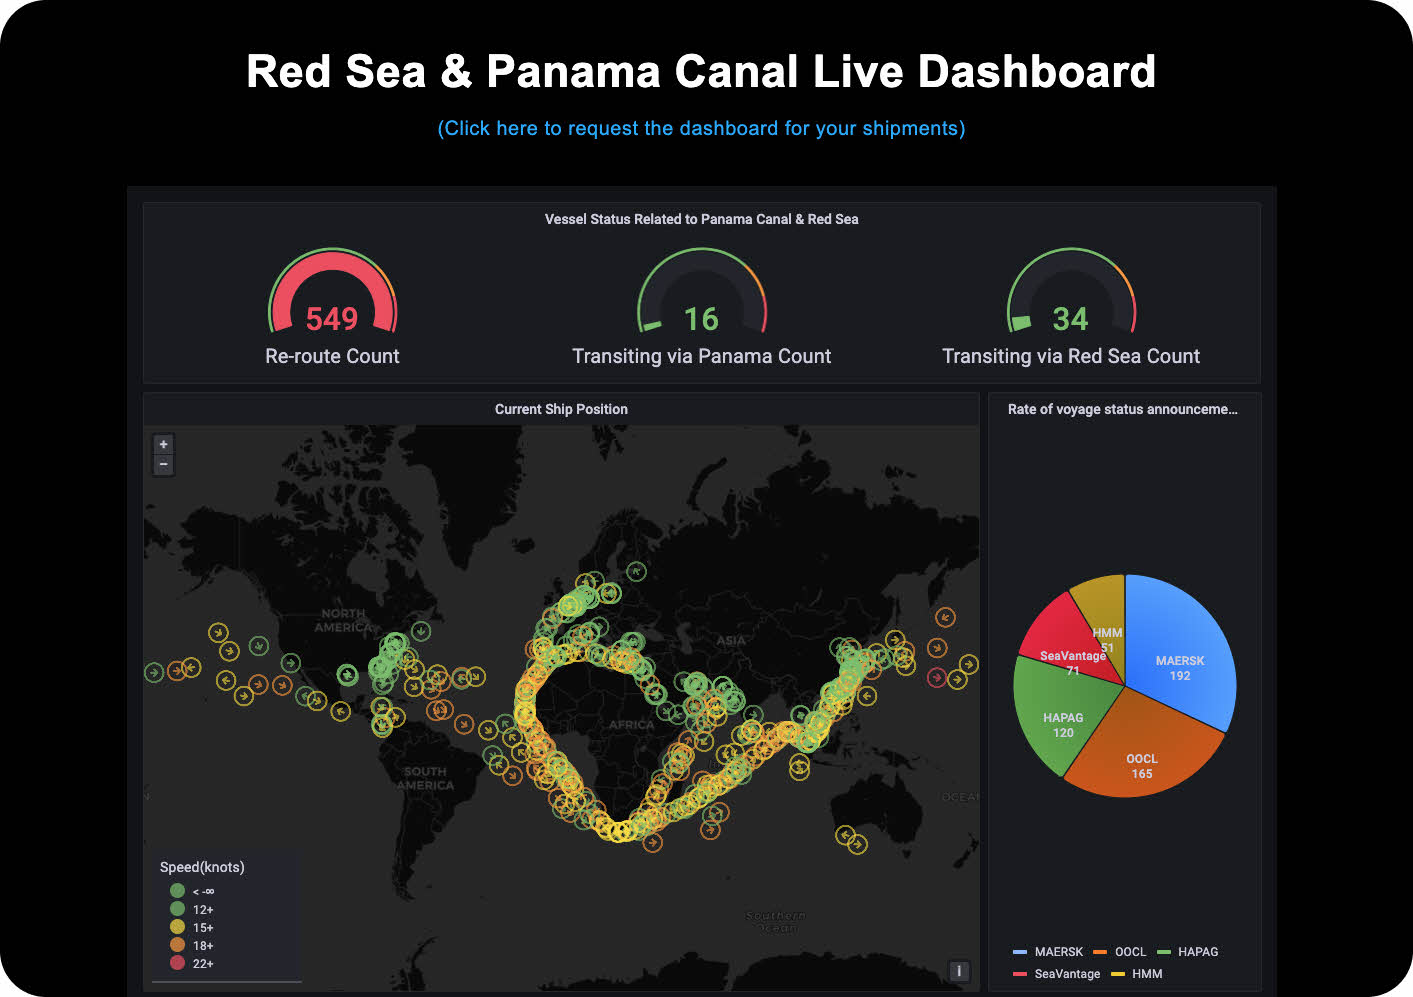 Red Sea & Panama Canal Live Dashboard
(Click here to request the dashboard for your shipments)
Vessel Status Related to Panama Canal & Red Sea
549
Re-route Count
16
Transiting via Panama Count
34
Transiting via Red Sea Count
Current Ship Position
+
−
NORTH
AMERICA
ASIA
AFRICA
SOUTH
AMERICA
OCEAN
Southern
Ocean
Speed(knots)
< -∞
12+
15+
18+
22+
i
Rate of voyage status announceme...
HMM
51
SeaVantage
71
MAERSK
192
HAPAG
120
OOCL
165
MAERSK OOCL HAPAG
SeaVantage HMM